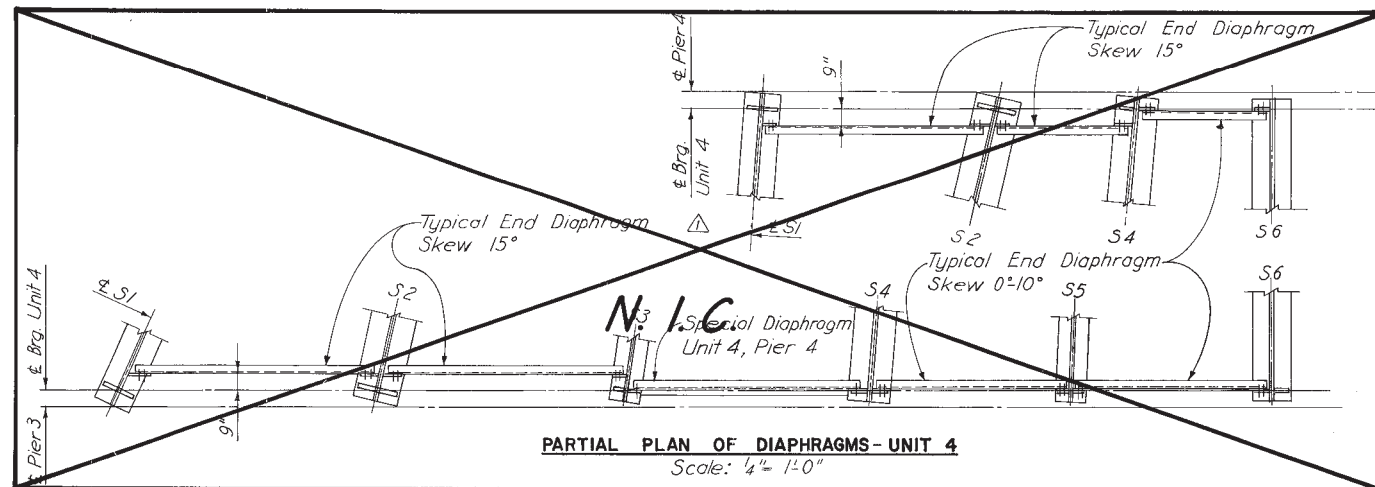 ℄ Pier 4
9"
Typical End Diaphragm
Skew 15°
℄ Brg.
Unit 4
1
℄ S1
S2
S4
S6
Typical End Diaphragm
Skew 15°
Typical End Diaphragm
Skew 0°-10°
℄ Brg. Unit 4
℄ S1
S2
S4
S5
S6
N. I. C.
3
Special Diaphragm
Unit 4, Pier 4
℄ Pier 3
9"
PARTIAL PLAN OF DIAPHRAGMS - UNIT 4
Scale: 1/4" = 1'-0"